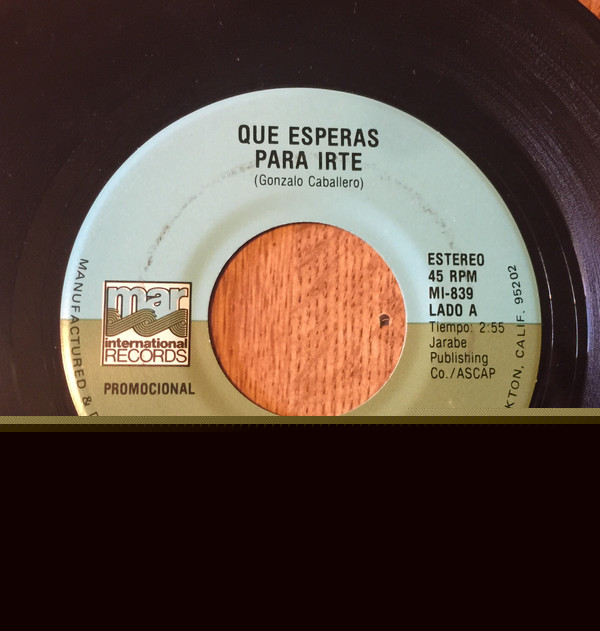 QUE ESPERAS
PARA IRTE
(Gonzalo Caballero)
ESTEREO
45 RPM
MI-839
LADO A
Tiempo: 2:55
Jarabe
Publishing
Co./ASCAP
mar
international
RECORDS
PROMOCIONAL
MANUFACTURED &
CALIF. 95202